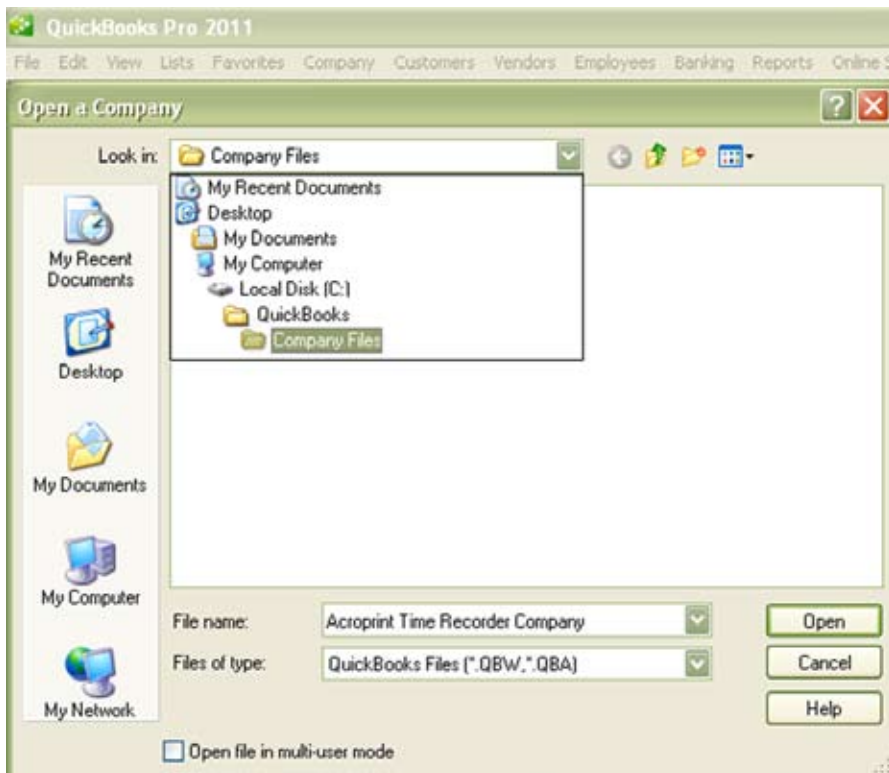 QuickBooks Pro 2011
File Edit View Lists Favorites Company Customers Vendors Employees Banking Reports Online S
Open a Company
Look in: Company Files
My Recent Documents
Desktop
My Documents
My Computer
Local Disk (C:)
QuickBooks
Company Files
My Recent
Documents
Desktop
My Documents
My Computer
My Network
File name: Acroprint Time Recorder Company Open
Files of type: QuickBooks Files (*.QBW,*.QBA) Cancel
Help
Open file in multi-user mode